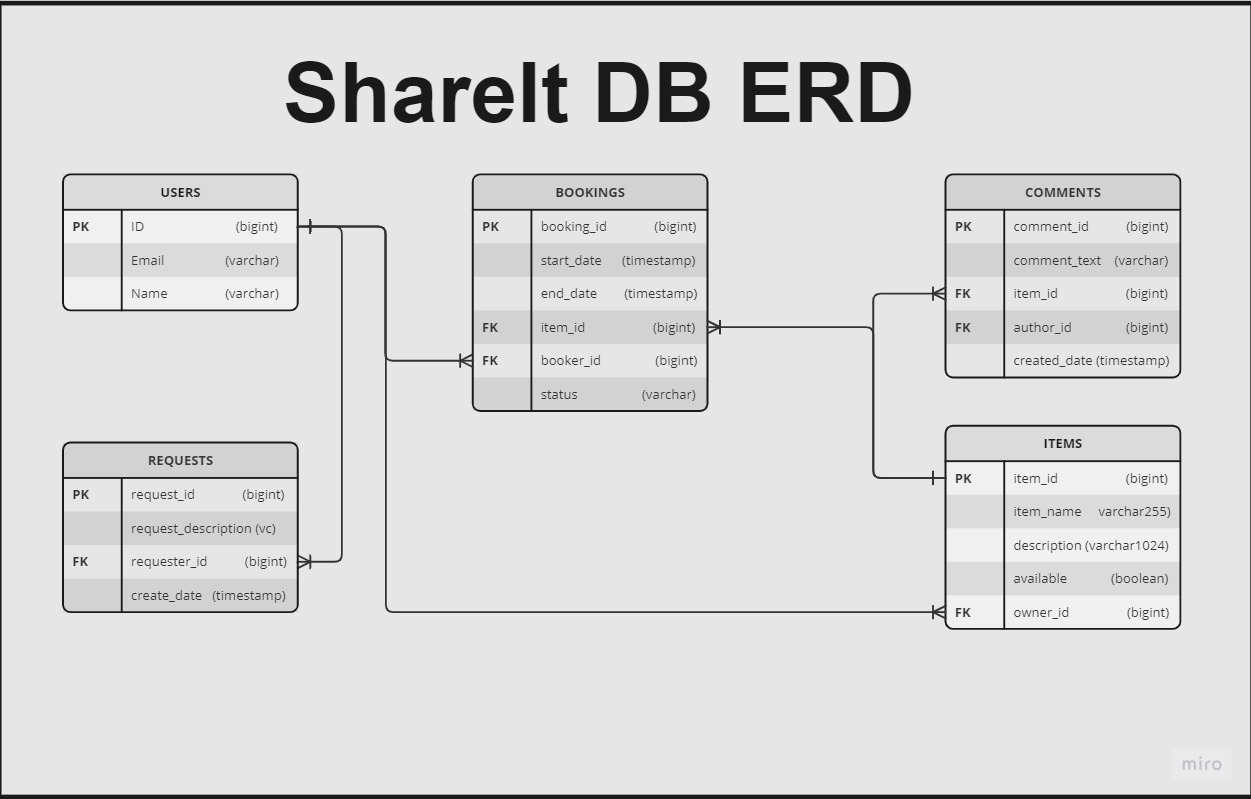 ShareIt DB ERD
USERS
PK ID (bigint)
Email (varchar)
Name (varchar)
BOOKINGS
PK booking_id (bigint)
start_date (timestamp)
end_date (timestamp)
FK item_id (bigint)
FK booker_id (bigint)
status (varchar)
COMMENTS
PK comment_id (bigint)
comment_text (varchar)
FK item_id (bigint)
FK author_id (bigint)
created_date (timestamp)
REQUESTS
PK request_id (bigint)
request_description (vc)
FK requester_id (bigint)
create_date (timestamp)
ITEMS
PK item_id (bigint)
item_name varchar255)
description (varchar1024)
available (boolean)
FK owner_id (bigint)
miro